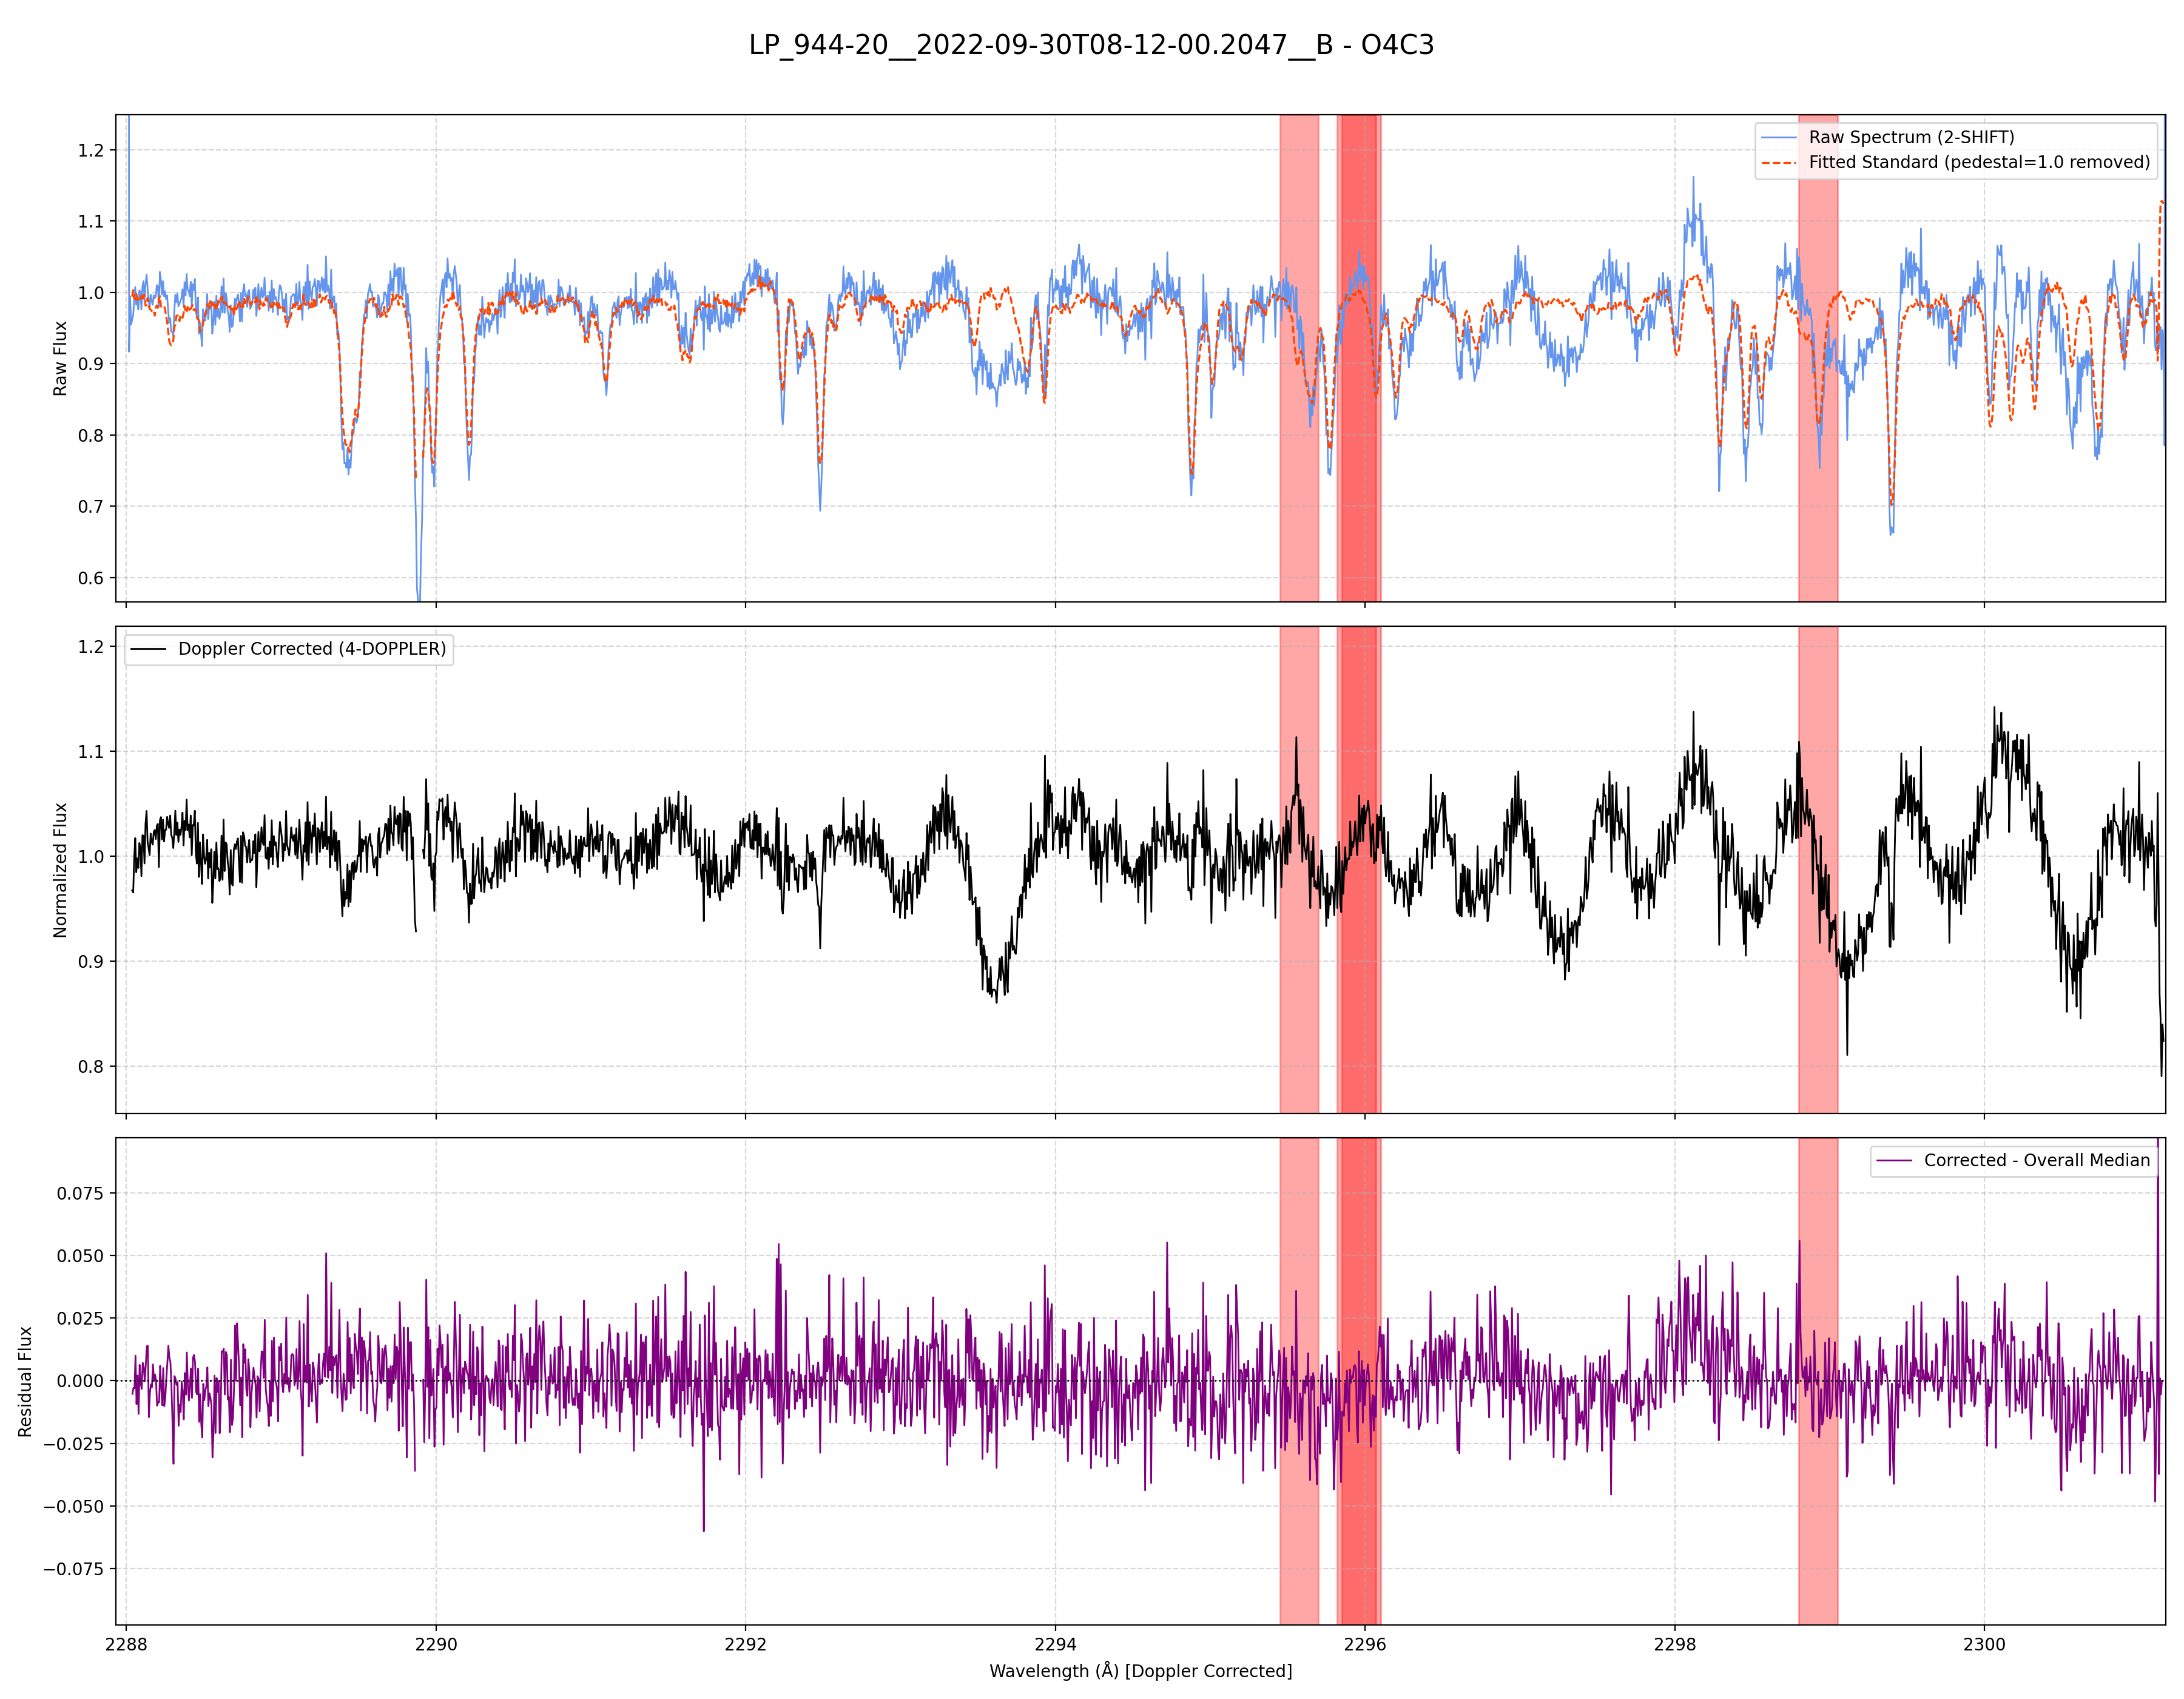 LP_944-20__2022-09-30T08-12-00.2047__B - O4C3
Raw Flux
1.2
1.1
1.0
0.9
0.8
0.7
0.6
Raw Spectrum (2-SHIFT)
Fitted Standard (pedestal=1.0 removed)
Normalized Flux
1.2
1.1
1.0
0.9
0.8
Doppler Corrected (4-DOPPLER)
Residual Flux
0.075
0.050
0.025
0.000
−0.025
−0.050
−0.075
Corrected - Overall Median
2288 2290 2292 2294 2296 2298 2300
Wavelength (Å) [Doppler Corrected]